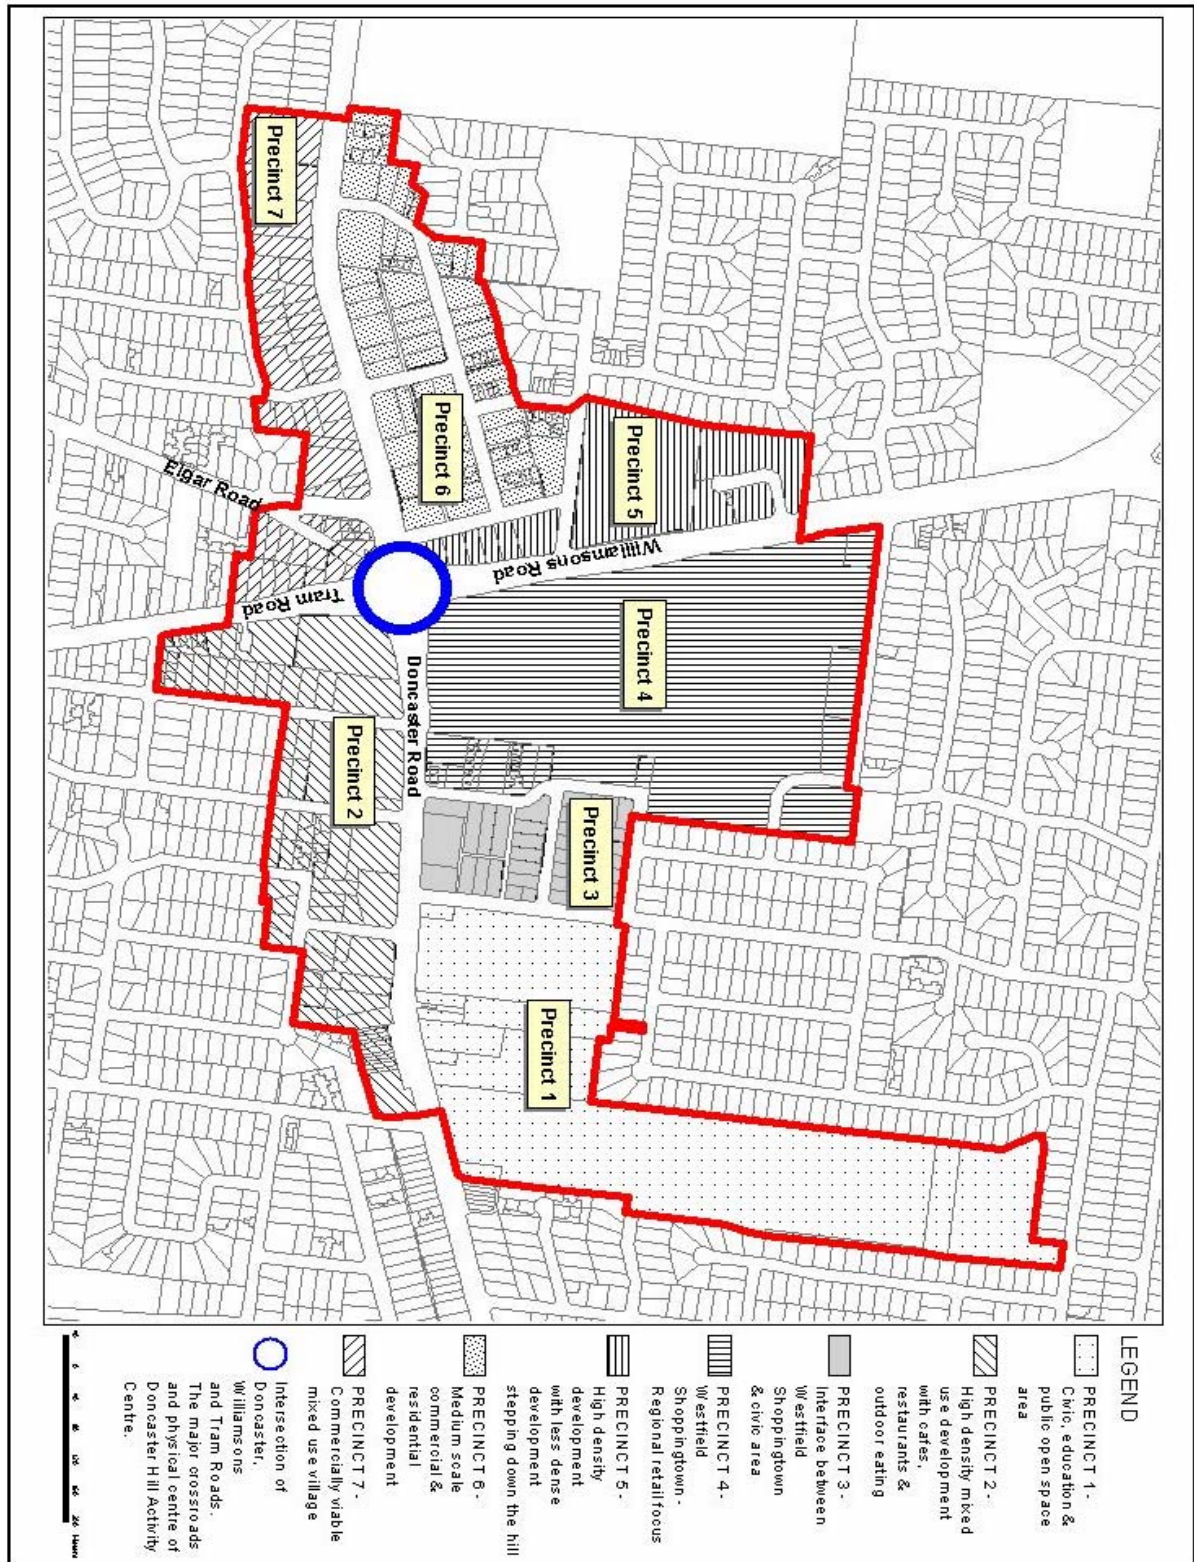 Precinct 7
Precinct 6
Precinct 5
Precinct 4
Precinct 3
Precinct 2
Precinct 1
Elgar Road
Tram Road
Williamsons Road
Doncaster Road
LEGEND
PRECINCT 1 -
Civic, education &
public open space
area
PRECINCT 2 -
High density mixed
use development
with cafes,
restaurants &
outdoor eating
PRECINCT 3 -
Interface between
Westfield
Shoppingtown
& civic area
PRECINCT 4 -
Westfield
Shoppingtown -
Regional retail focus
PRECINCT 5 -
High density
development
with less dense
development
stepping down the hill
PRECINCT 6 -
Medium scale
commercial &
residential
development
PRECINCT 7 -
Commercially viable
mixed use village
Intersection of
Doncaster,
Williamsons
and Tram Roads.
The major crossroads
and physical centre of
Doncaster Hill Activity
Centre.